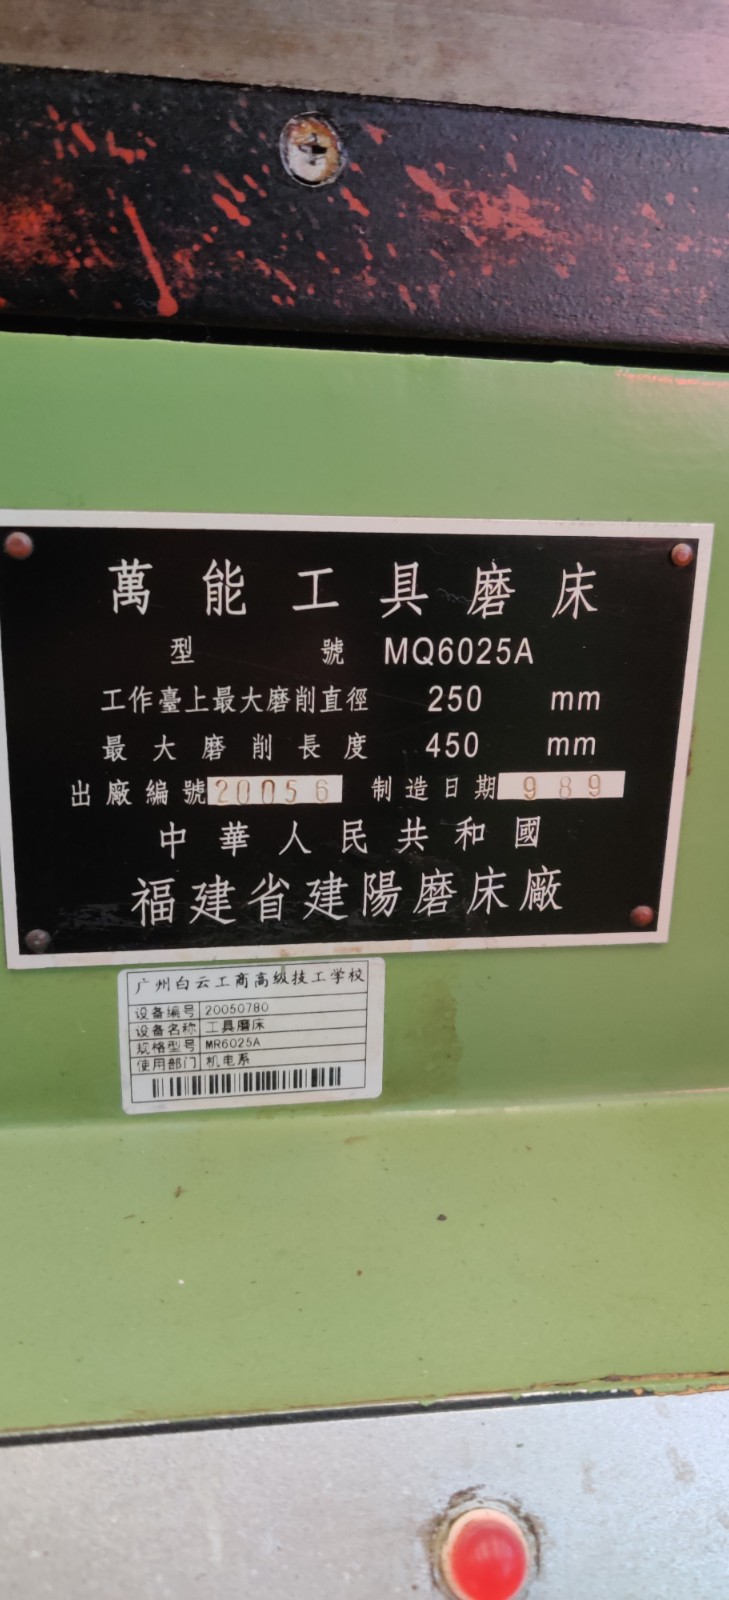 萬能工具磨床
型號 MQ6025A
工作臺上最大磨削直徑 250 mm
最大磨削長度 450 mm
出廠編號 20056 制造日期 989
中華人民共和國
福建省建陽磨床廠
广州白云工商高级技工学校
设备编号 20050780
设备名称 工具磨床
规格型号 MR6025A
使用部门 机电系